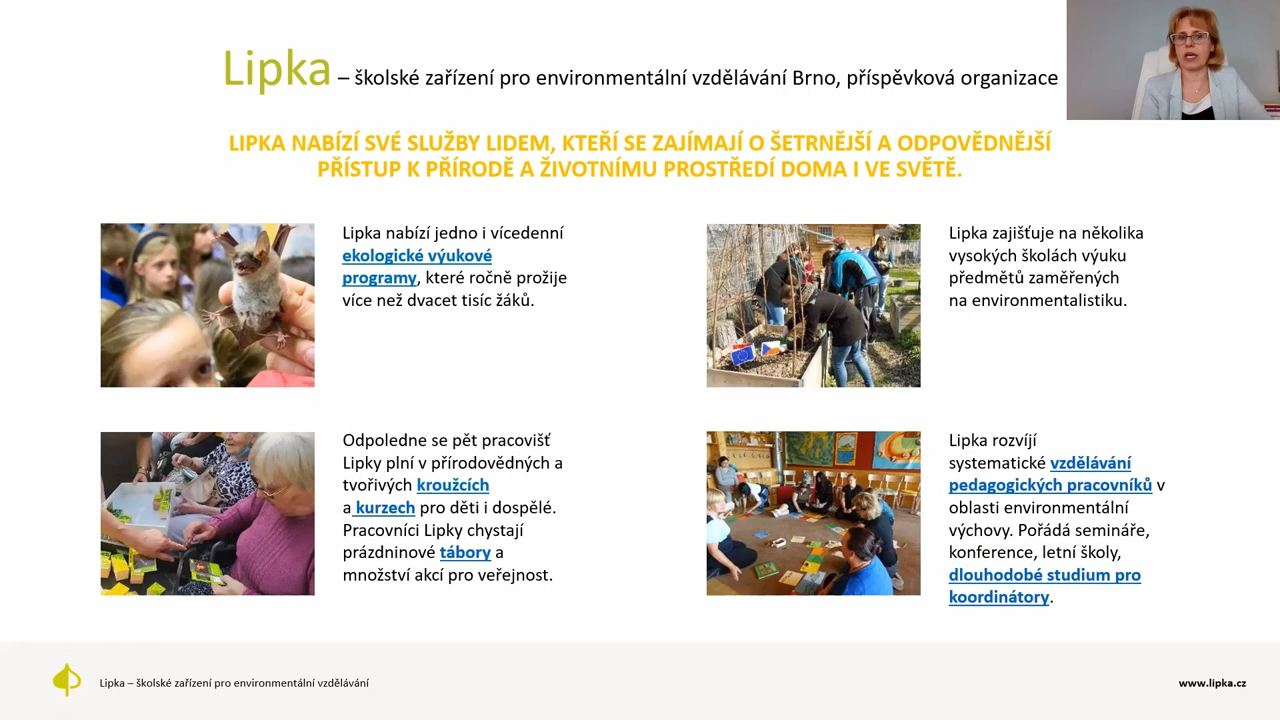 Lipka – školské zařízení pro environmentální vzdělávání Brno, příspěvková organizace
LIPKA NABÍZÍ SVÉ SLUŽBY LIDEM, KTEŘÍ SE ZAJÍMAJÍ O ŠETRNĚJŠÍ A ODPOVĚDNĚJŠÍ
PŘÍSTUP K PŘÍRODĚ A ŽIVOTNÍMU PROSTŘEDÍ DOMA I VE SVĚTĚ.
Lipka nabízí jedno i vícedenní
ekologické výukové
programy, které ročně prožije
více než dvacet tisíc žáků.
Lipka zajišťuje na několika
vysokých školách výuku
předmětů zaměřených
na environmentalistiku.
Odpoledne se pět pracovišť
Lipky plní v přírodovědných a
tvořivých kroužcích
a kurzech pro děti i dospělé.
Pracovníci Lipky chystají
prázdninové tábory a
množství akcí pro veřejnost.
Lipka rozvíjí
systematické vzdělávání
pedagogických pracovníků v
oblasti environmentální
výchovy. Pořádá semináře,
konference, letní školy,
dlouhodobé studium pro
koordinátory.
Lipka – školské zařízení pro environmentální vzdělávání
www.lipka.cz